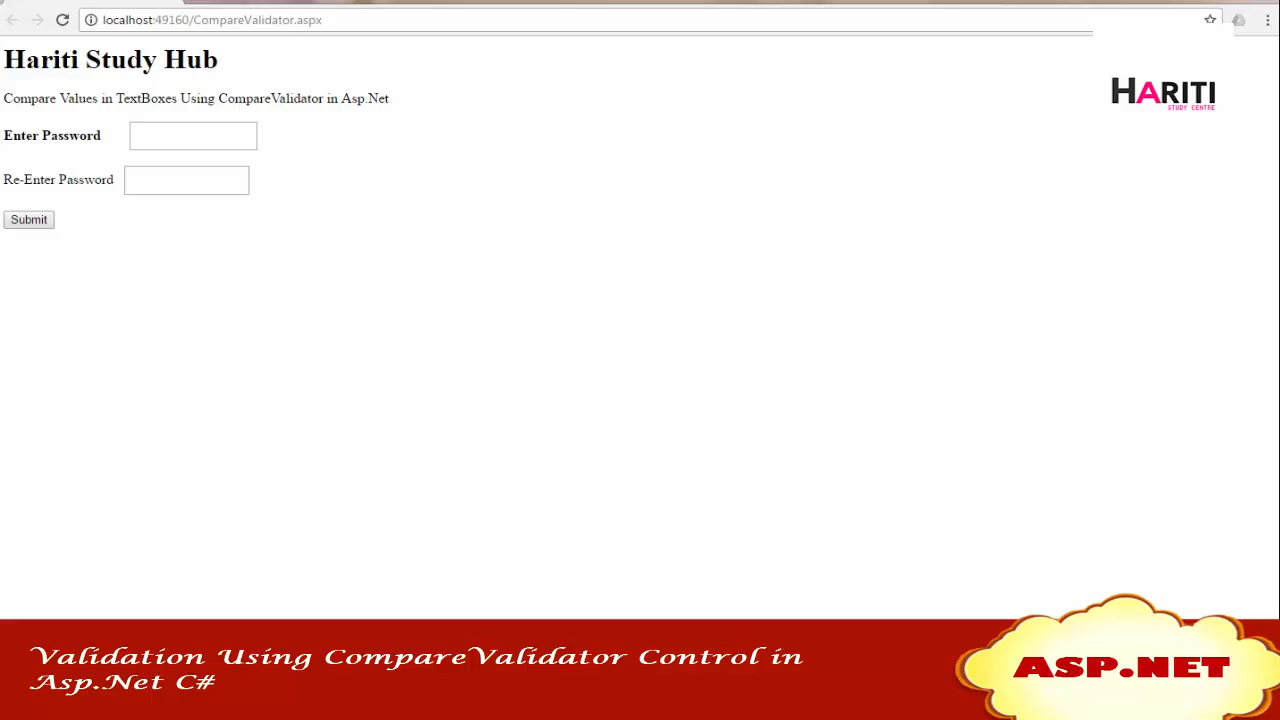 localhost:49160/CompareValidator.aspx
Hariti Study Hub
HARITI
STUDY CENTRE
Compare Values in TextBoxes Using CompareValidator in Asp.Net
Enter Password
Re-Enter Password
Submit
Validation Using CompareValidator Control in
Asp.Net C#
ASP.NET